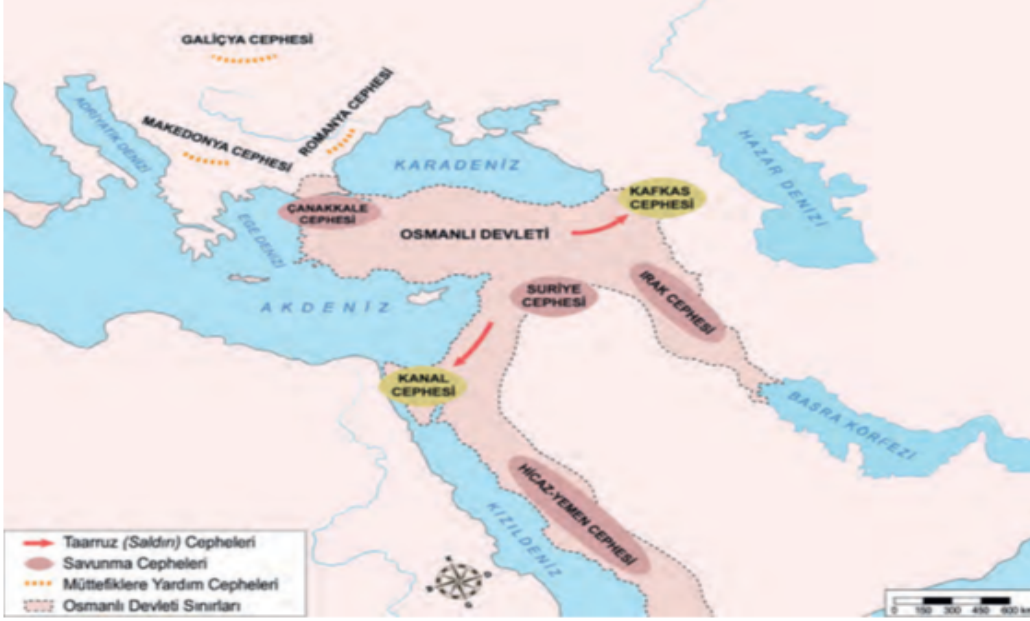 GALİÇYA CEPHESİ
ADRİYATİK DENİZİ
MAKEDONYA CEPHESİ
ROMANYA CEPHESİ
KARADENİZ
HAZAR DENİZİ
KAFKAS
CEPHESİ
ÇANAKKALE
CEPHESİ
EGE DENİZİ
OSMANLI DEVLETİ
SURİYE
CEPHESİ
IRAK CEPHESİ
AKDENİZ
KANAL
CEPHESİ
BASRA KÖRFEZİ
HİCAZ-YEMEN CEPHESİ
KIZILDENİZ
Taarruz (Saldırı) Cepheleri
Savunma Cepheleri
Müttefiklere Yardım Cepheleri
Osmanlı Devleti Sınırları
0 150 300 450 600 km